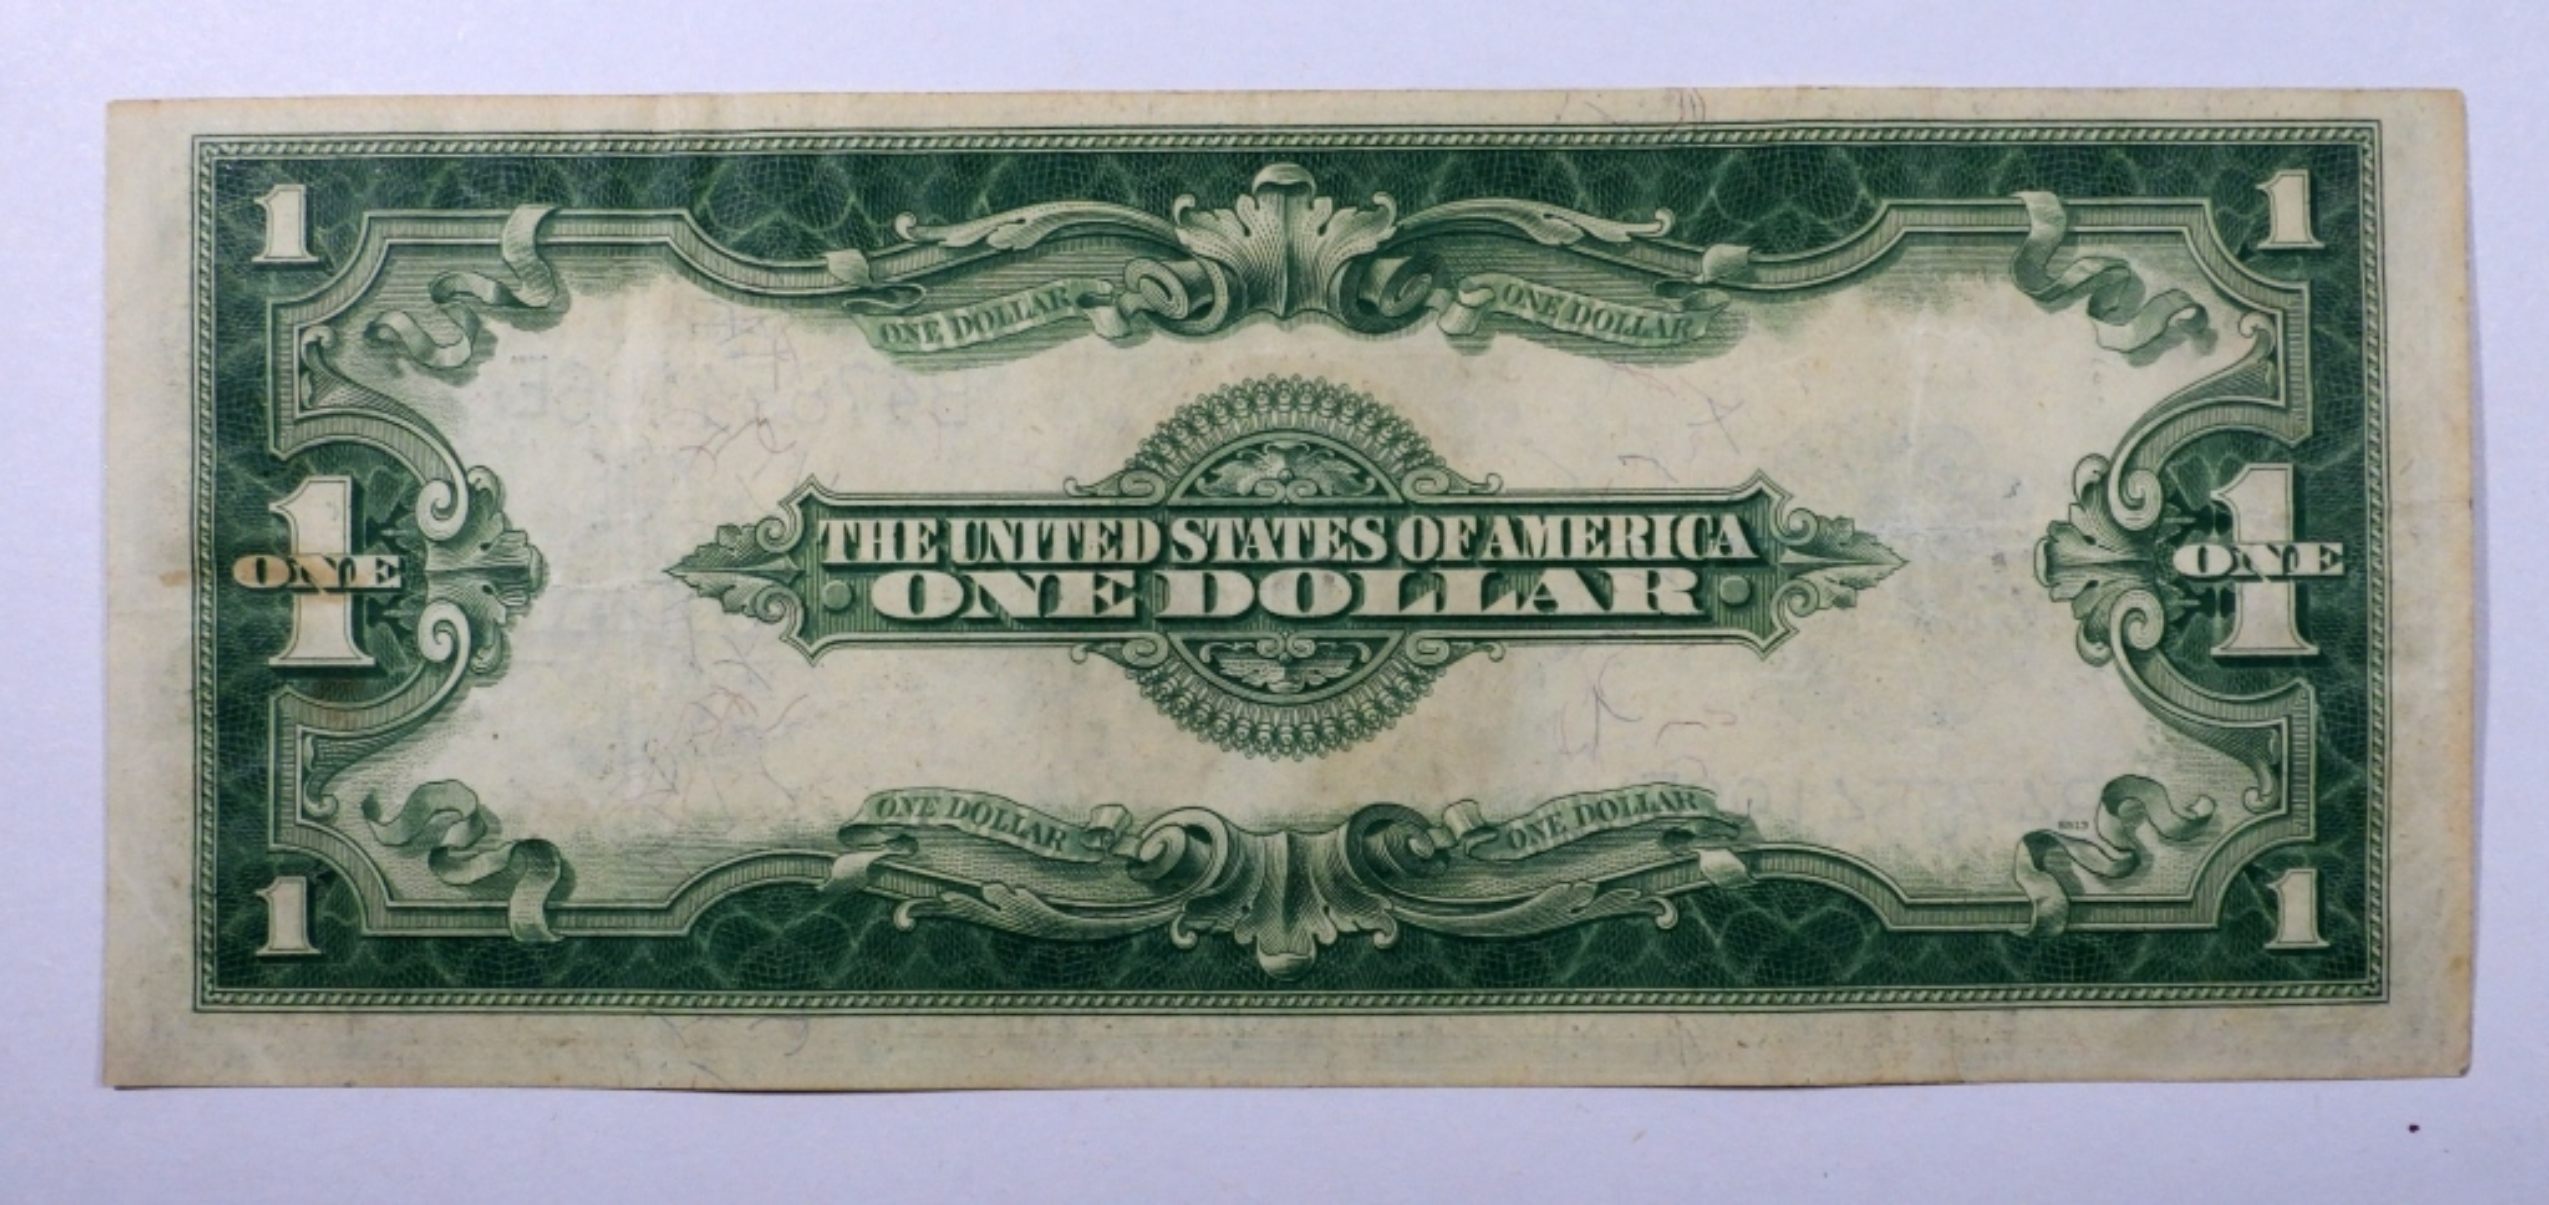 1 1
ONE DOLLAR ONE DOLLAR
THE UNITED STATES OF AMERICA
1 ONE 1 ONE
ONE DOLLAR
ONE DOLLAR ONE DOLLAR
1 1